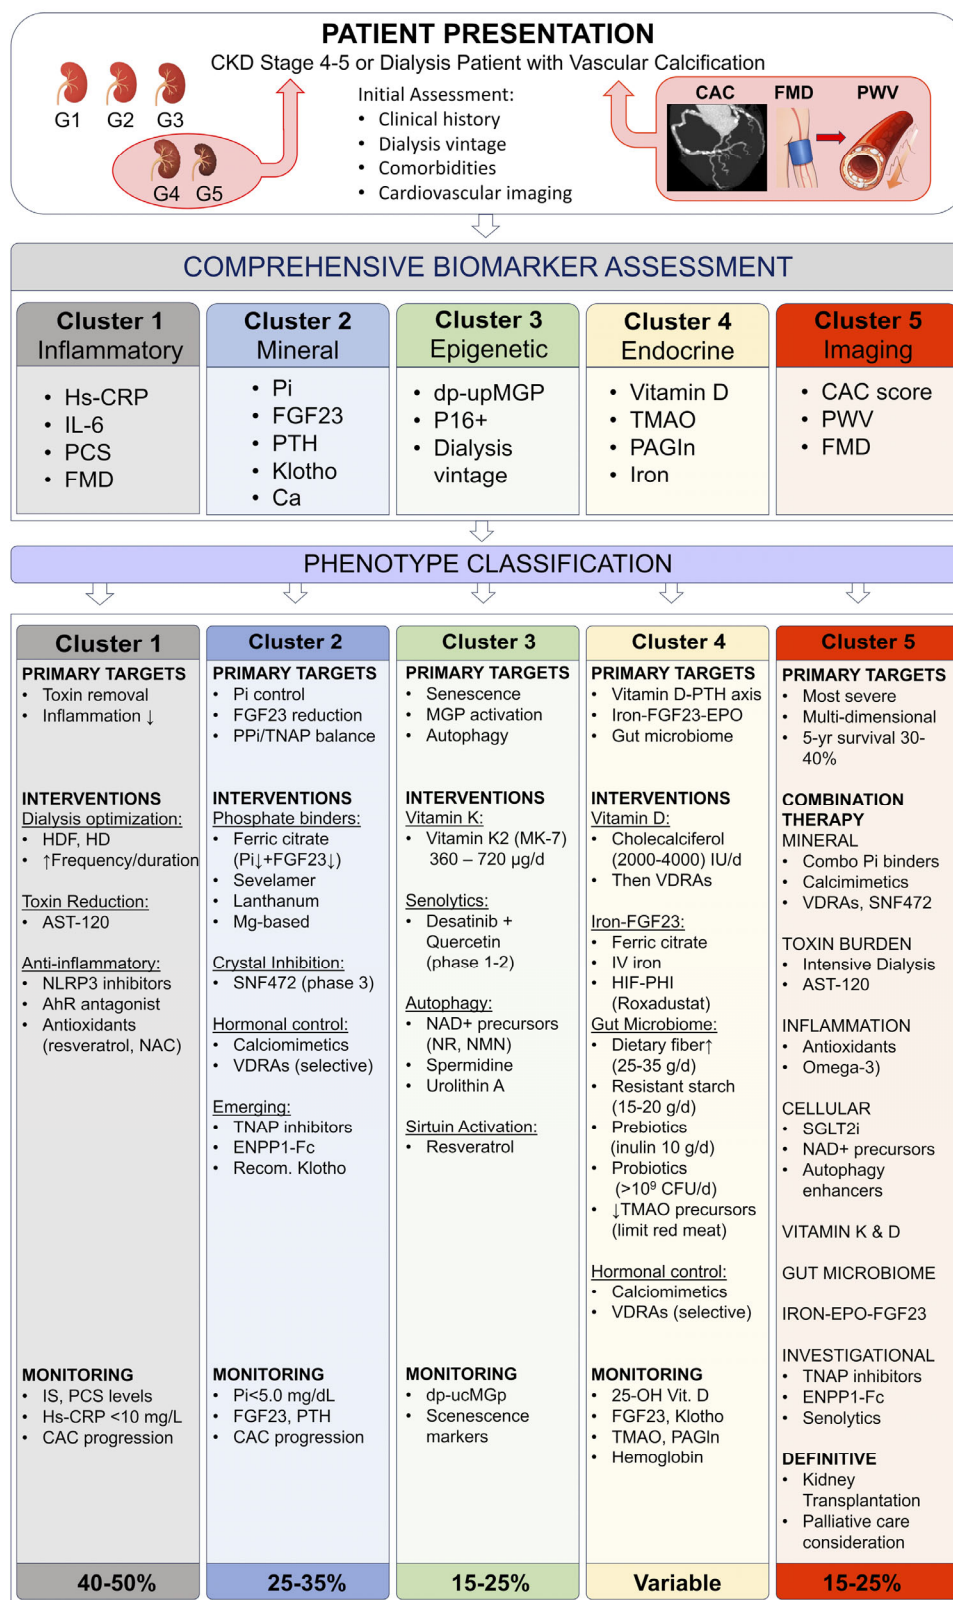 PATIENT PRESENTATION
CKD Stage 4-5 or Dialysis Patient with Vascular Calcification
G1 G2 G3
G4 G5
Initial Assessment:
• Clinical history
• Dialysis vintage
• Comorbidities
• Cardiovascular imaging
CAC FMD PWV
COMPREHENSIVE BIOMARKER ASSESSMENT
Cluster 1
Inflammatory
• Hs-CRP
• IL-6
• PCS
• FMD
Cluster 2
Mineral
• Pi
• FGF23
• PTH
• Klotho
• Ca
Cluster 3
Epigenetic
• dp-upMGP
• P16+
• Dialysis
vintage
Cluster 4
Endocrine
• Vitamin D
• TMAO
• PAGln
• Iron
Cluster 5
Imaging
• CAC score
• PWV
• FMD
PHENOTYPE CLASSIFICATION
Cluster 1
PRIMARY TARGETS
• Toxin removal
• Inflammation ↓
INTERVENTIONS
Dialysis optimization:
• HDF, HD
• ↑Frequency/duration
Toxin Reduction:
• AST-120
Anti-inflammatory:
• NLRP3 inhibitors
• AhR antagonist
• Antioxidants
(resveratrol, NAC)
MONITORING
• IS, PCS levels
• Hs-CRP <10 mg/L
• CAC progression
40-50%
Cluster 2
PRIMARY TARGETS
• Pi control
• FGF23 reduction
• PPi/TNAP balance
INTERVENTIONS
Phosphate binders:
• Ferric citrate
(Pi↓+FGF23↓)
• Sevelamer
• Lanthanum
• Mg-based
Crystal Inhibition:
• SNF472 (phase 3)
Hormonal control:
• Calciomimetics
• VDRAs (selective)
Emerging:
• TNAP inhibitors
• ENPP1-Fc
• Recom. Klotho
MONITORING
• Pi<5.0 mg/dL
• FGF23, PTH
• CAC progression
25-35%
Cluster 3
PRIMARY TARGETS
• Senescence
• MGP activation
• Autophagy
INTERVENTIONS
Vitamin K:
• Vitamin K2 (MK-7)
360 – 720 µg/d
Senolytics:
• Desatinib +
Quercetin
(phase 1-2)
Autophagy:
• NAD+ precursors
(NR, NMN)
• Spermidine
• Urolithin A
Sirtuin Activation:
• Resveratrol
MONITORING
• dp-ucMGp
• Scenescence
markers
15-25%
Cluster 4
PRIMARY TARGETS
• Vitamin D-PTH axis
• Iron-FGF23-EPO
• Gut microbiome
INTERVENTIONS
Vitamin D:
• Cholecalciferol
(2000-4000) IU/d
• Then VDRAs
Iron-FGF23:
• Ferric citrate
• IV iron
• HIF-PHI
(Roxadustat)
Gut Microbiome:
• Dietary fiber↑
(25-35 g/d)
• Resistant starch
(15-20 g/d)
• Prebiotics
(inulin 10 g/d)
• Probiotics
(>10⁹ CFU/d)
• ↓TMAO precursors
(limit red meat)
Hormonal control:
• Calciomimetics
• VDRAs (selective)
MONITORING
• 25-OH Vit. D
• FGF23, Klotho
• TMAO, PAGln
• Hemoglobin
Variable
Cluster 5
PRIMARY TARGETS
• Most severe
• Multi-dimensional
• 5-yr survival 30-
40%
COMBINATION
THERAPY
MINERAL
• Combo Pi binders
• Calcimimetics
• VDRAs, SNF472
TOXIN BURDEN
• Intensive Dialysis
• AST-120
INFLAMMATION
• Antioxidants
• Omega-3)
CELLULAR
• SGLT2i
• NAD+ precursors
• Autophagy
enhancers
VITAMIN K & D
GUT MICROBIOME
IRON-EPO-FGF23
INVESTIGATIONAL
• TNAP inhibitors
• ENPP1-Fc
• Senolytics
DEFINITIVE
• Kidney
Transplantation
• Palliative care
consideration
15-25%